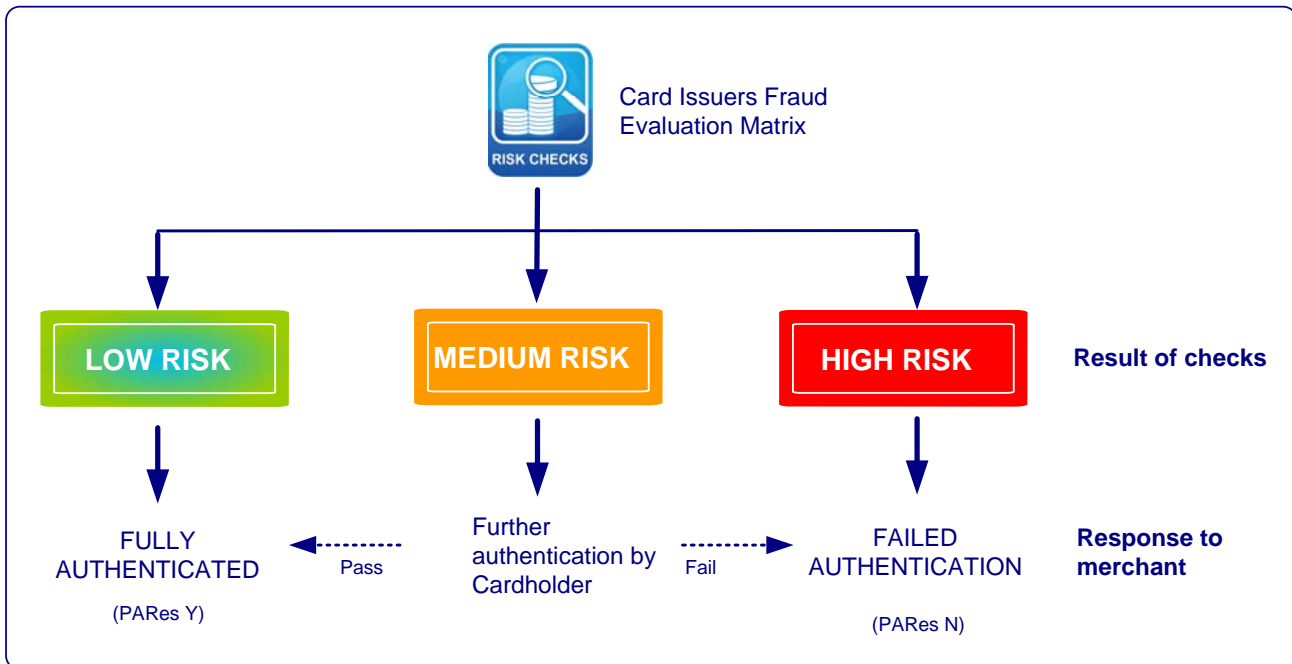 RISK CHECKS
Card Issuers Fraud
Evaluation Matrix
LOW RISK
MEDIUM RISK
HIGH RISK
Result of checks
FULLY
AUTHENTICATED
(PARes Y)
Pass
Further
authentication by
Cardholder
Fail
FAILED
AUTHENTICATION
(PARes N)
Response to
merchant